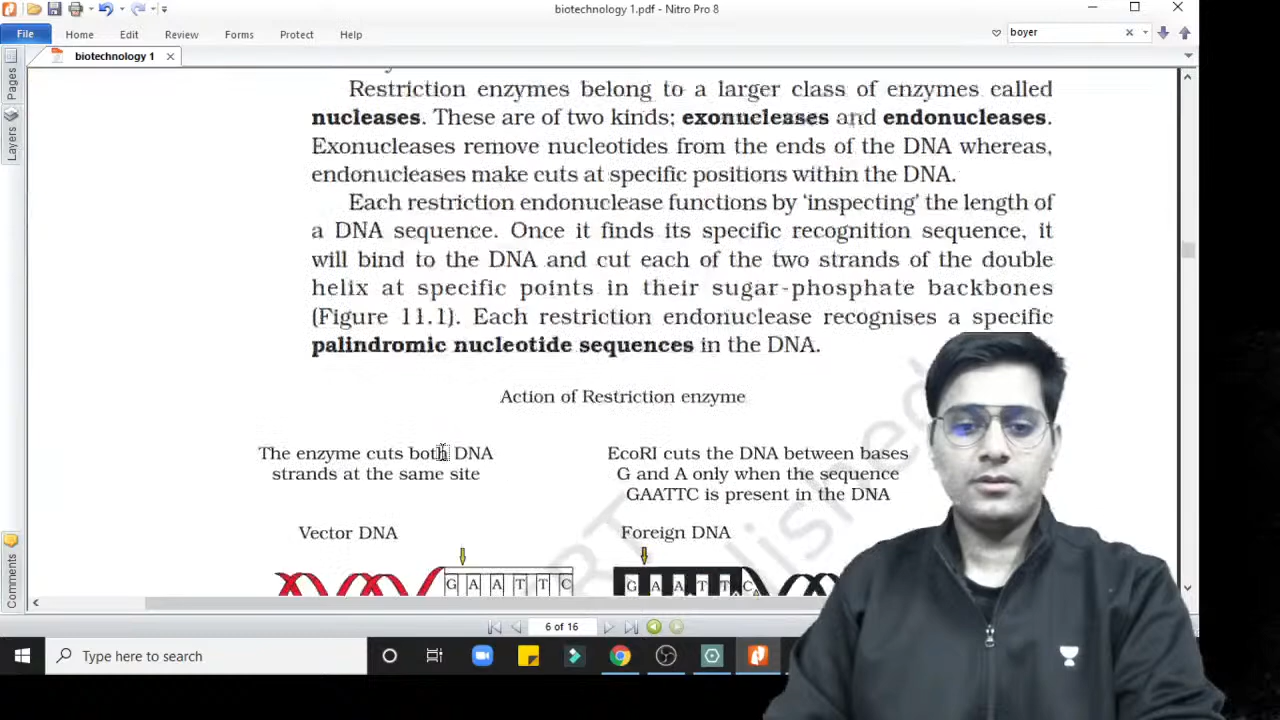 biotechnology 1.pdf - Nitro Pro 8
File Home Edit Review Forms Protect Help
boyer
biotechnology 1
Pages
Layers
Comments
Restriction enzymes belong to a larger class of enzymes called
nucleases. These are of two kinds; exonucleases and endonucleases.
Exonucleases remove nucleotides from the ends of the DNA whereas,
endonucleases make cuts at specific positions within the DNA.
Each restriction endonuclease functions by ‘inspecting’ the length of
a DNA sequence. Once it finds its specific recognition sequence, it
will bind to the DNA and cut each of the two strands of the double
helix at specific points in their sugar-phosphate backbones
(Figure 11.1). Each restriction endonuclease recognises a specific
palindromic nucleotide sequences in the DNA.
Action of Restriction enzyme
The enzyme cuts both DNA
strands at the same site
EcoRI cuts the DNA between bases
G and A only when the sequence
GAATTC is present in the DNA
Vector DNA
Foreign DNA
G A A T T C
G A A T T C
6 of 16
Type here to search